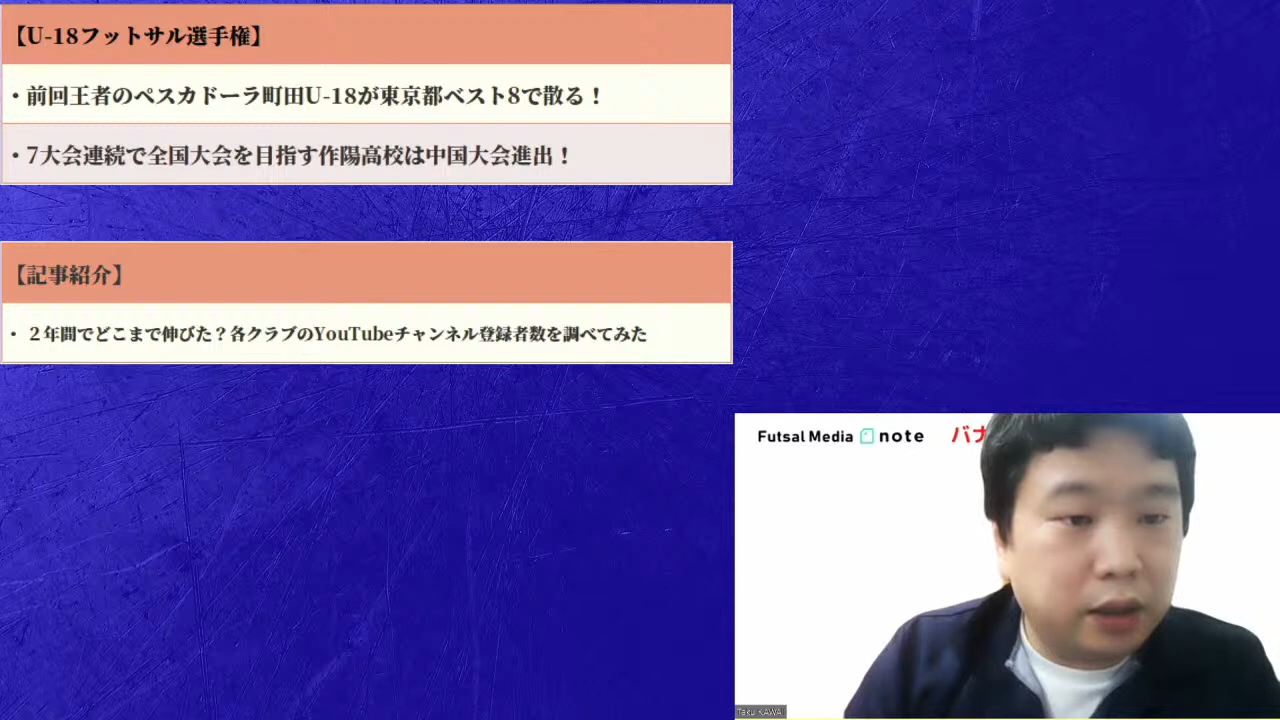 【U-18フットサル選手権】
・前回王者のペスカドーラ町田U-18が東京都ベスト8で散る！
・7大会連続で全国大会を目指す作陽高校は中国大会進出！
【記事紹介】
・２年間でどこまで伸びた？各クラブのYouTubeチャンネル登録者数を調べてみた
Futsal Media note バナ
Taku KAWAI